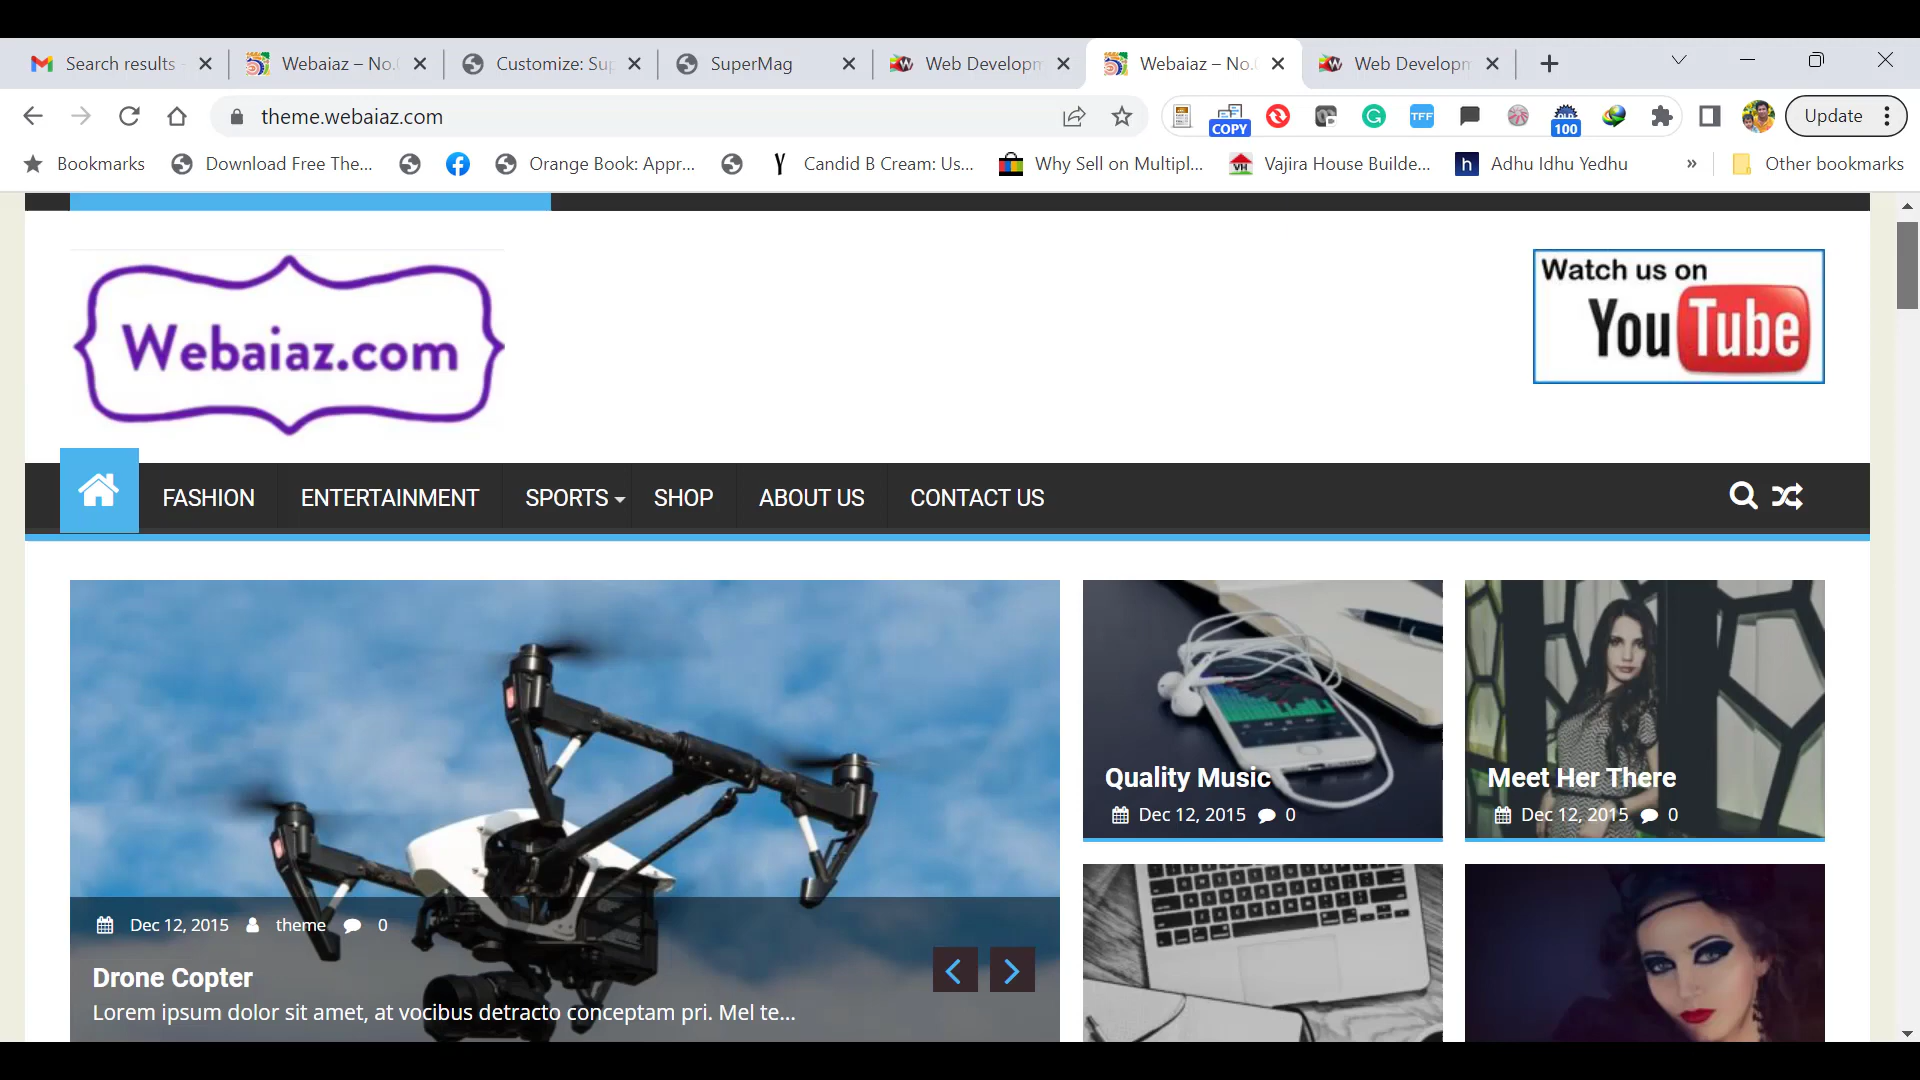 Search results
Webaiaz – No.
Customize: Su
SuperMag
Web Developm
Webaiaz – No.
Web Developm
theme.webaiaz.com
COPY
TFF
100
Update
Bookmarks
Download Free The...
Orange Book: Appr...
Candid B Cream: Us...
Why Sell on Multipl...
VH
Vajira House Builde...
h
Adhu Idhu Yedhu
»
Other bookmarks
Webaiaz.com
Watch us on
YouTube
FASHION
ENTERTAINMENT
SPORTS
SHOP
ABOUT US
CONTACT US
Quality Music
Dec 12, 2015 0
Meet Her There
Dec 12, 2015 0
Dec 12, 2015 theme 0
Drone Copter
Lorem ipsum dolor sit amet, at vocibus detracto conceptam pri. Mel te...